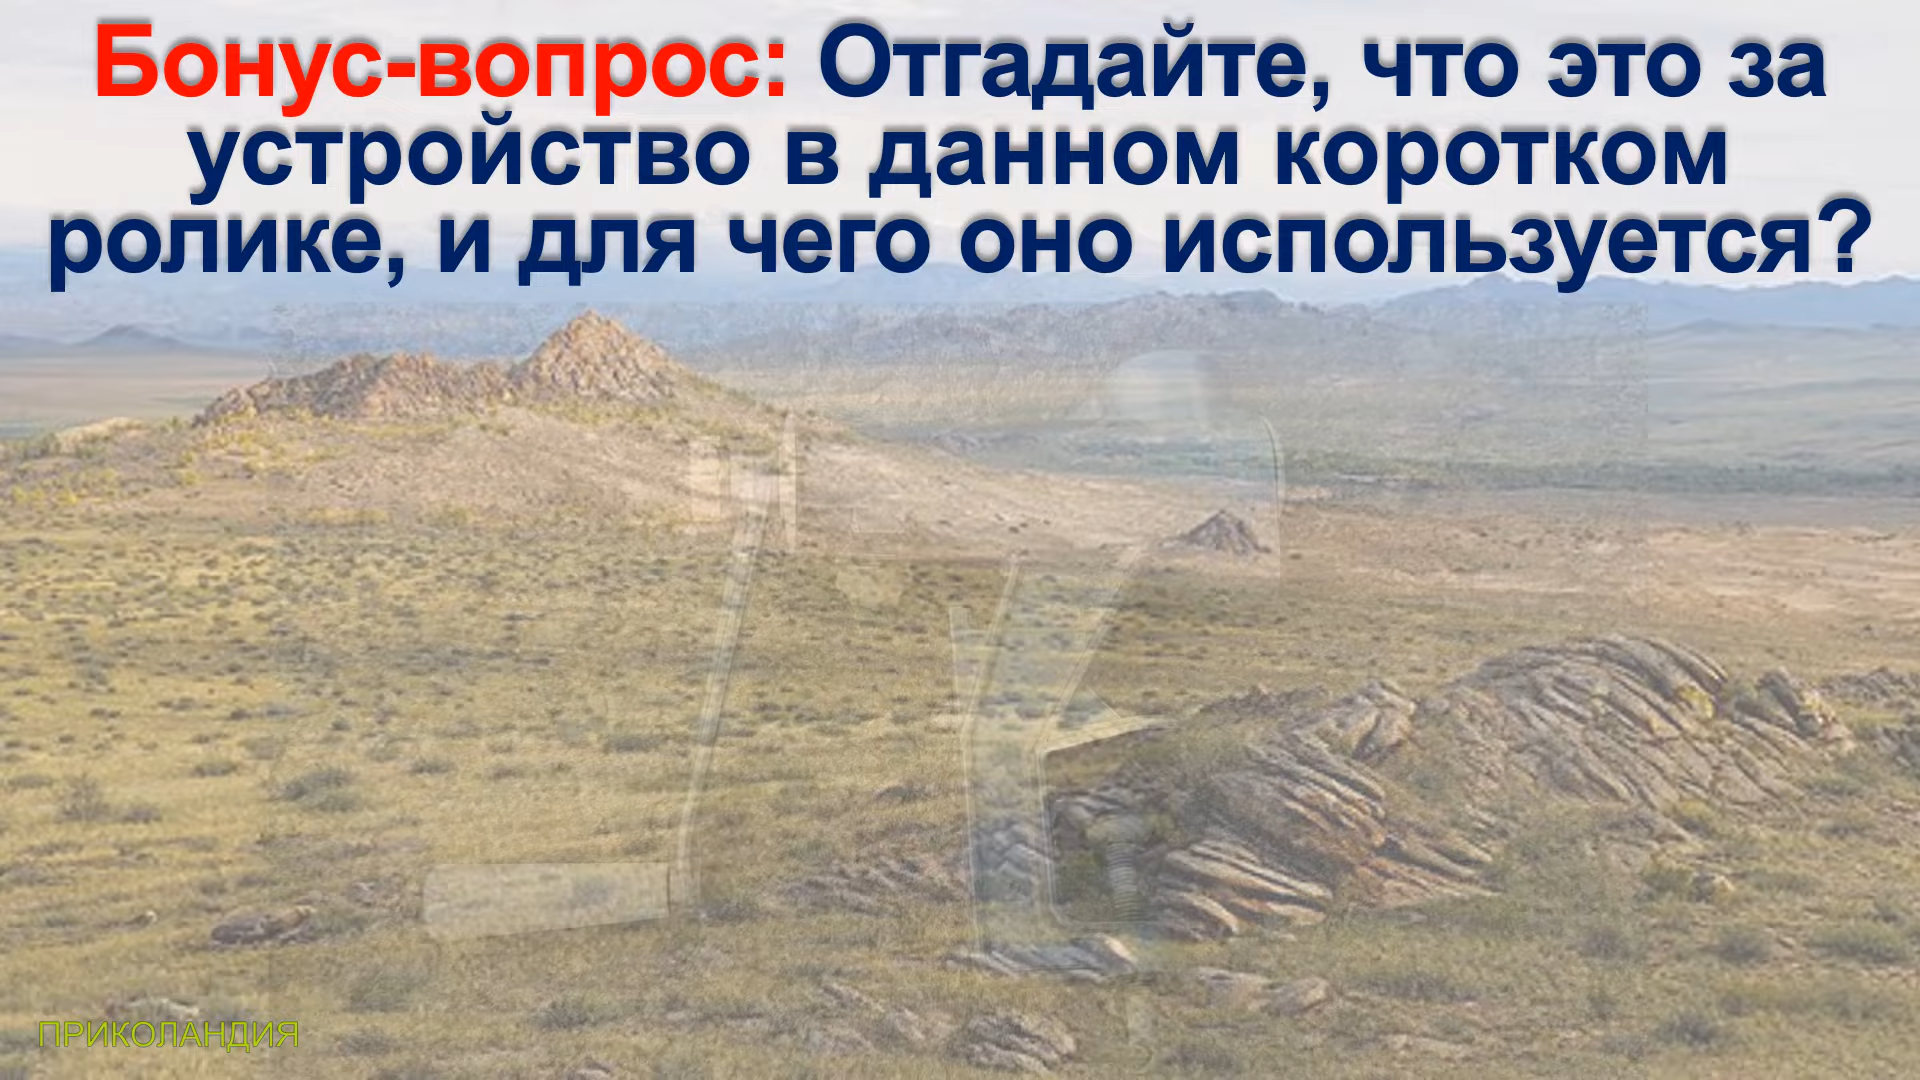 Бонус-вопрос: Отгадайте, что это за
устройство в данном коротком
ролике, и для чего оно используется?
ПРИКОЛАНДИЯ